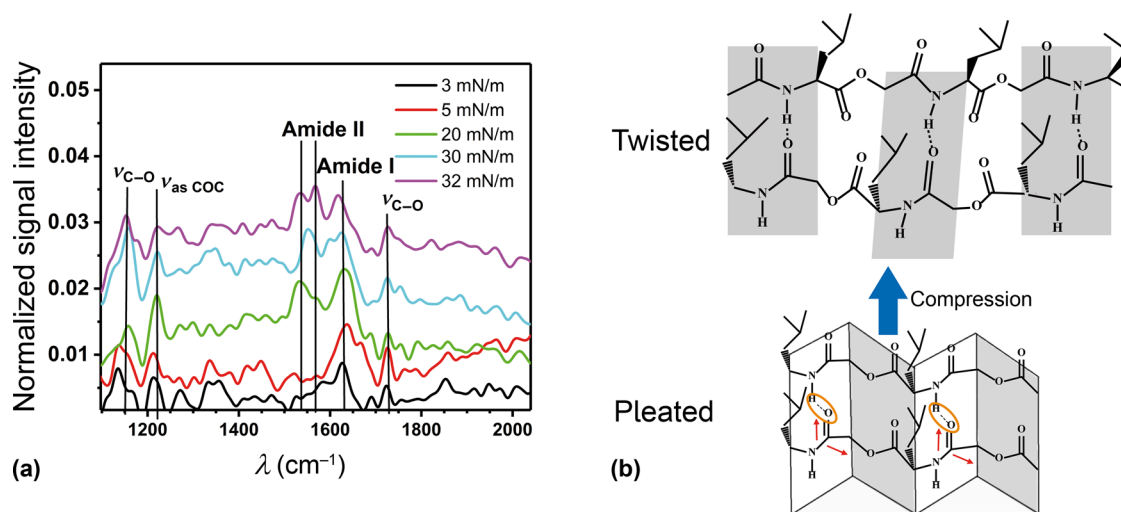 Normalized signal intensity
0.05
0.04
0.03
0.02
0.01
1200
1400
1600
1800
2000
λ (cm⁻¹)
3 mN/m
5 mN/m
20 mN/m
30 mN/m
32 mN/m
Amide II
Amide I
νC–O
νas COC
νC–O
(a)
Twisted
O
O
O
O
O
N
H
O
O
N
H
O
O
N
H
O
O
O
N
H
O
O
O
N
H
O
O
N
H
Compression
Pleated
O
O
O
O
N
H
O
N
H
O
O
O
O
O
N
H
O
N
H
O
(b)